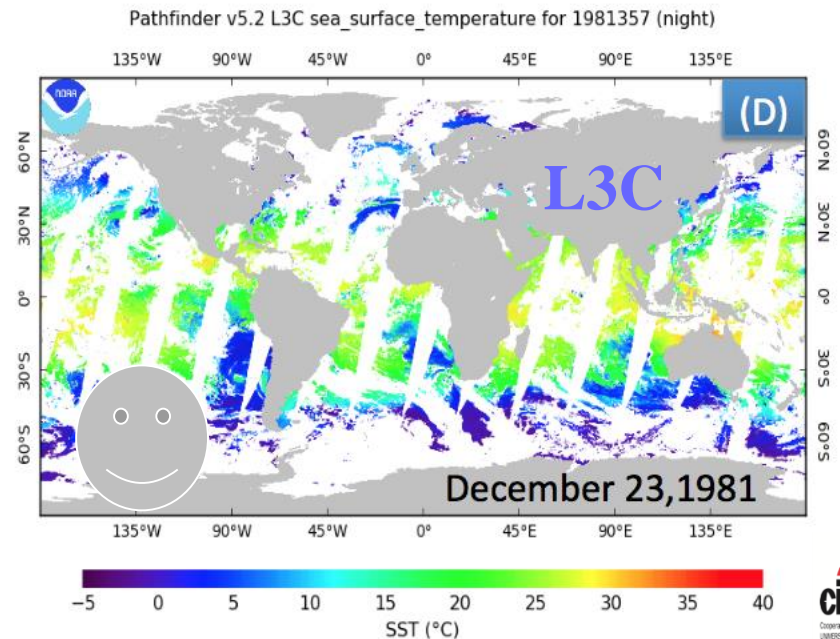 Pathfinder v5.2 L3C sea_surface_temperature for 1981357 (night)
135°W 90°W 45°W 0° 45°E 90°E 135°E
noaa
(D)
60°N 60°N
L3C
30°N 30°N
0° 0°
30°S 30°S
60°S 60°S
December 23,1981
135°W 90°W 45°W 0° 45°E 90°E 135°E
−5 0 5 10 15 20 25 30 35 40
SST (°C)